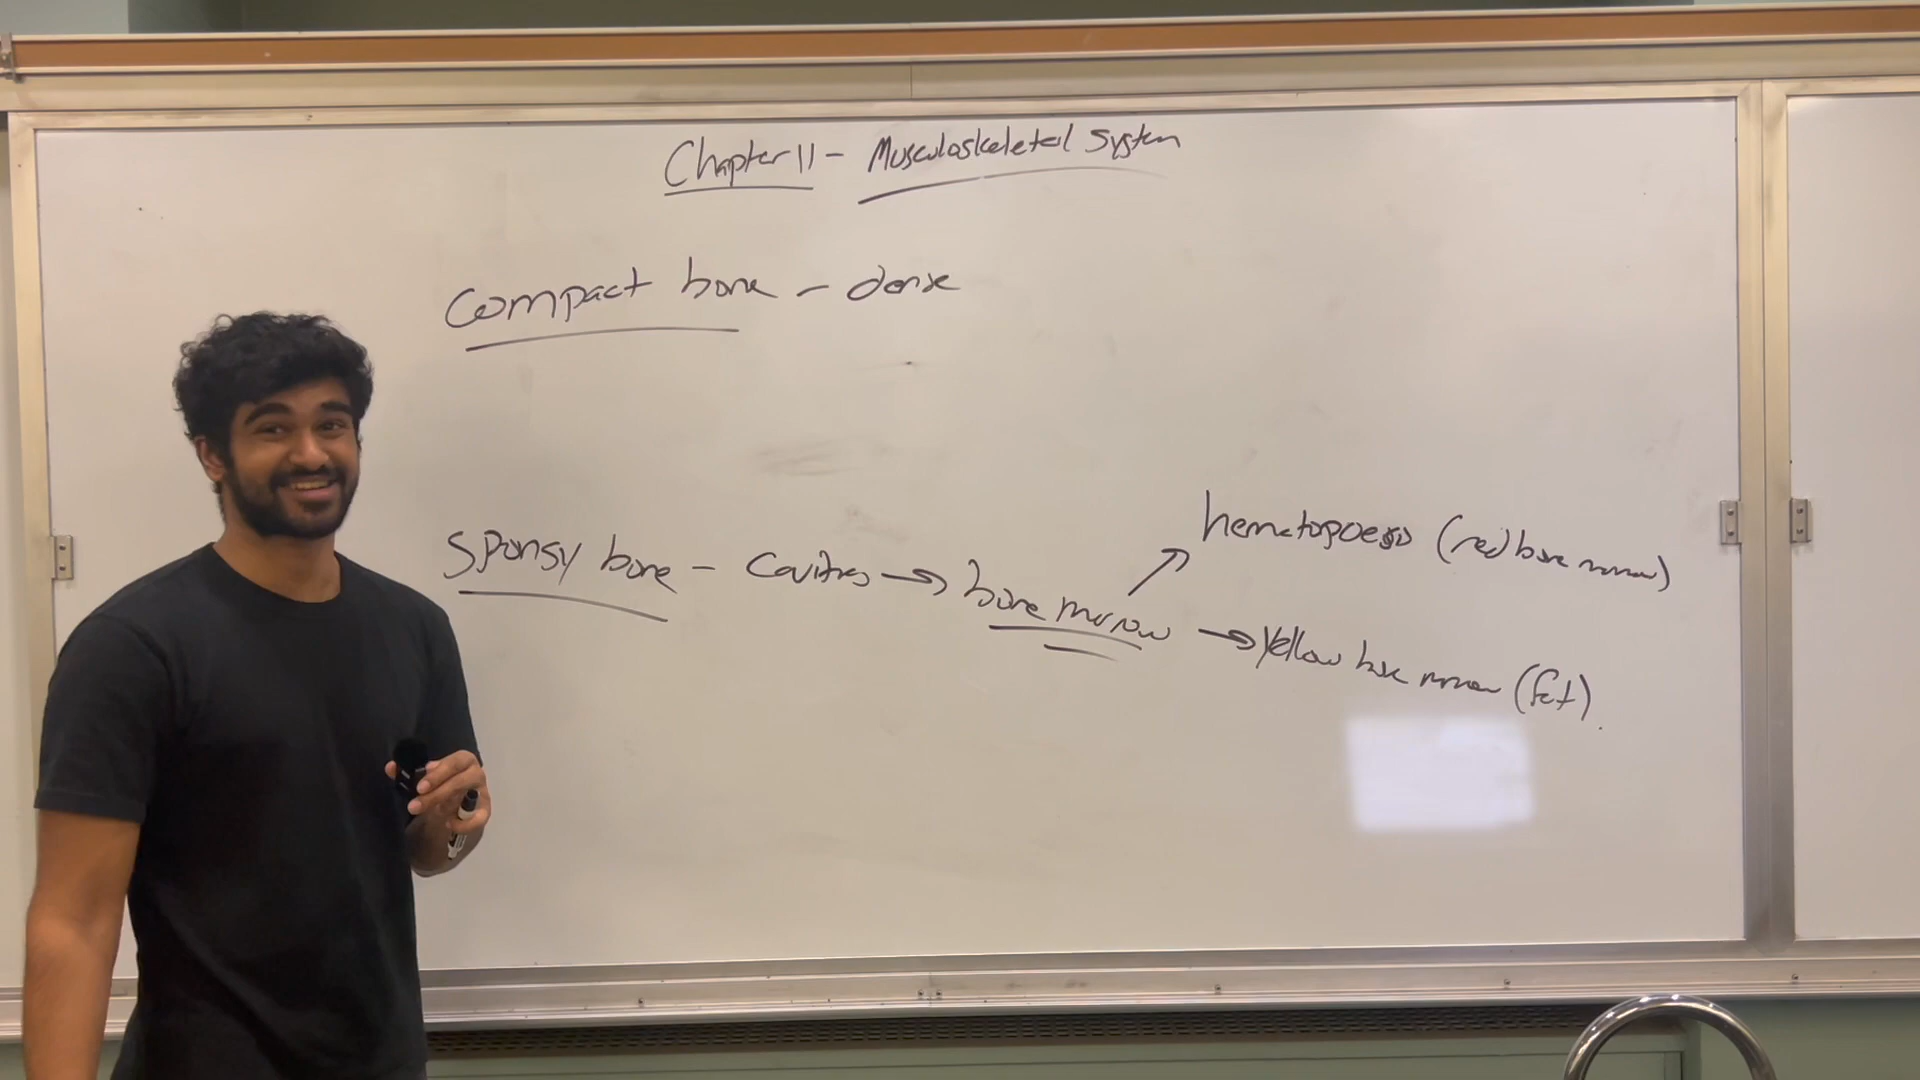 Chapter 11 - Musculoskeletal System
Compact bone - dense
Spongy bone - Cavities → bone marrow
↗ hematopoesis (red bone marrow)
→ Yellow bone marrow (fat).